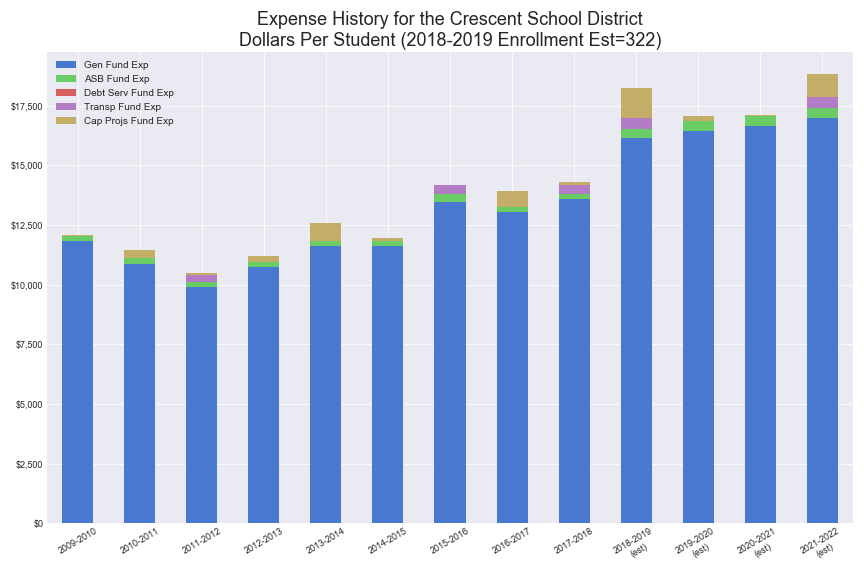 Expense History for the Crescent School District
Dollars Per Student (2018-2019 Enrollment Est=322)
Gen Fund Exp
ASB Fund Exp
Debt Serv Fund Exp
Transp Fund Exp
Cap Projs Fund Exp
$17,500
$15,000
$12,500
$10,000
$7,500
$5,000
$2,500
$0
2009-2010
2010-2011
2011-2012
2012-2013
2013-2014
2014-2015
2015-2016
2016-2017
2017-2018
2018-2019
(est)
2019-2020
(est)
2020-2021
(est)
2021-2022
(est)